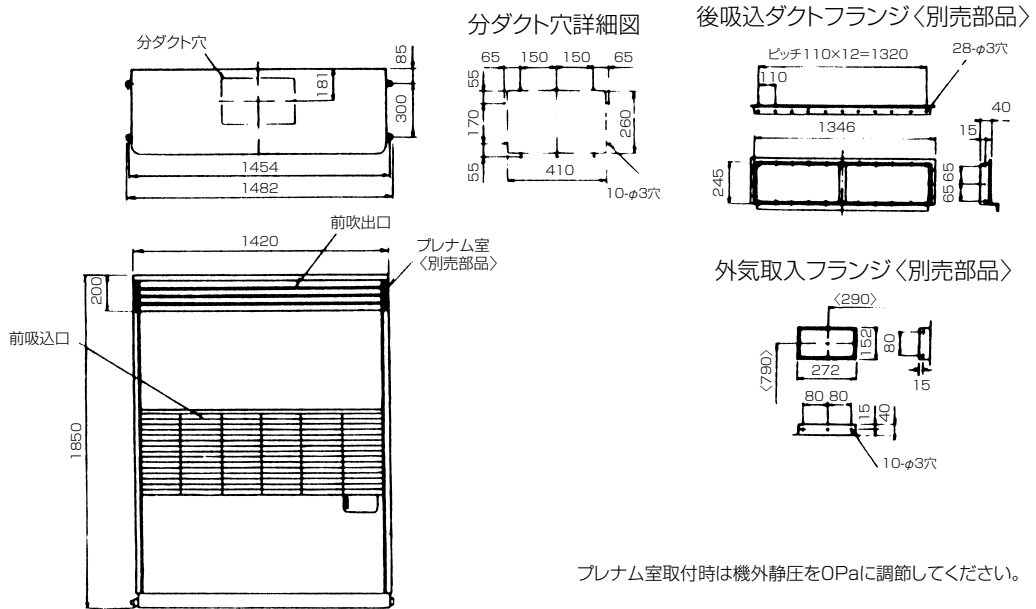 分ダクト穴
85
181
300
1454
1482
分ダクト穴詳細図
65
150
150
65
55
170
55
260
410
10-φ3穴
後吸込ダクトフランジ〈別売部品〉
ピッチ110×12=1320
28-φ3穴
110
40
15
1346
245
65
65
1420
前吹出口
プレナム室
〈別売部品〉
200
前吸込口
1850
外気取入フランジ〈別売部品〉
〈290〉
152
80
〈790〉
272
15
80
80
15
40
10-φ3穴
プレナム室取付時は機外静圧をOPaに調節してください。